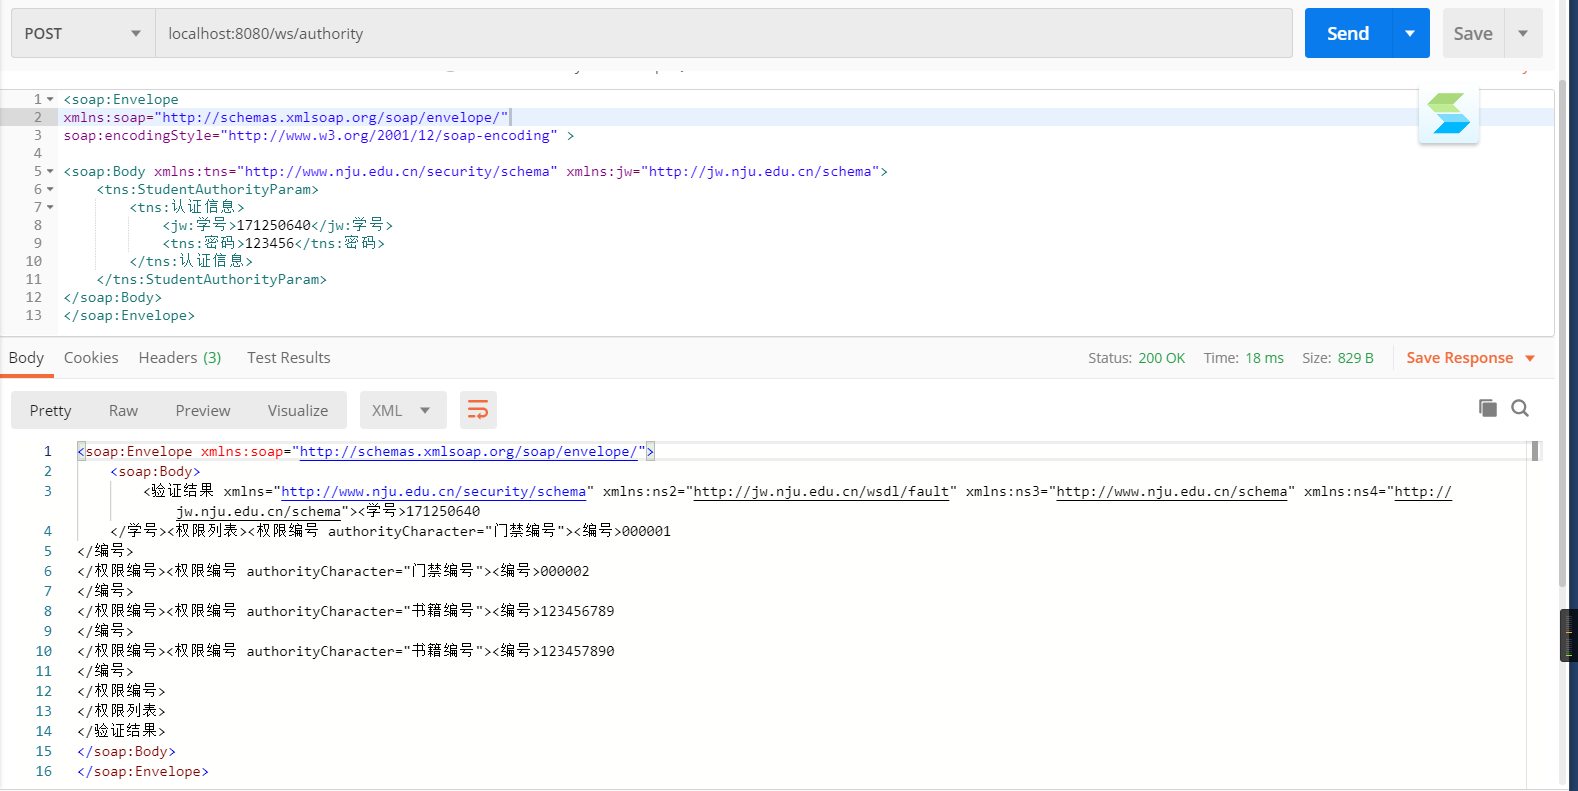 POST localhost:8080/ws/authority Send Save
1 <soap:Envelope
2 xmlns:soap="http://schemas.xmlsoap.org/soap/envelope/"
3 soap:encodingStyle="http://www.w3.org/2001/12/soap-encoding" >
4
5 <soap:Body xmlns:tns="http://www.nju.edu.cn/security/schema" xmlns:jw="http://jw.nju.edu.cn/schema">
6 <tns:StudentAuthorityParam>
7 <tns:认证信息>
8 <jw:学号>171250640</jw:学号>
9 <tns:密码>123456</tns:密码>
10 </tns:认证信息>
11 </tns:StudentAuthorityParam>
12 </soap:Body>
13 </soap:Envelope>
Body Cookies Headers (3) Test Results Status: 200 OK Time: 18 ms Size: 829 B Save Response
Pretty Raw Preview Visualize XML
1 <soap:Envelope xmlns:soap="http://schemas.xmlsoap.org/soap/envelope/">
2 <soap:Body>
3 <验证结果 xmlns="http://www.nju.edu.cn/security/schema" xmlns:ns2="http://jw.nju.edu.cn/wsdl/fault" xmlns:ns3="http://www.nju.edu.cn/schema" xmlns:ns4="http://
jw.nju.edu.cn/schema"><学号>171250640
4 </学号><权限列表><权限编号 authorityCharacter="门禁编号"><编号>000001
5 </编号>
6 </权限编号><权限编号 authorityCharacter="门禁编号"><编号>000002
7 </编号>
8 </权限编号><权限编号 authorityCharacter="书籍编号"><编号>123456789
9 </编号>
10 </权限编号><权限编号 authorityCharacter="书籍编号"><编号>123457890
11 </编号>
12 </权限编号>
13 </权限列表>
14 </验证结果>
15 </soap:Body>
16 </soap:Envelope>